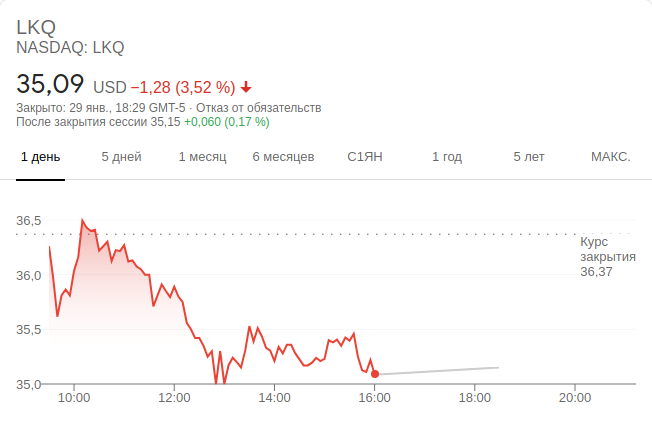 LKQ
NASDAQ: LKQ
35,09 USD −1,28 (3,52 %)
Закрыто: 29 янв., 18:29 GMT-5 · Отказ от обязательств
После закрытия сессии 35,15 +0,060 (0,17 %)
1 день 5 дней 1 месяц 6 месяцев С1ЯН 1 год 5 лет МАКС.
36,5
Курс
закрытия
36,37
36,0
35,5
35,0
10:00 12:00 14:00 16:00 18:00 20:00